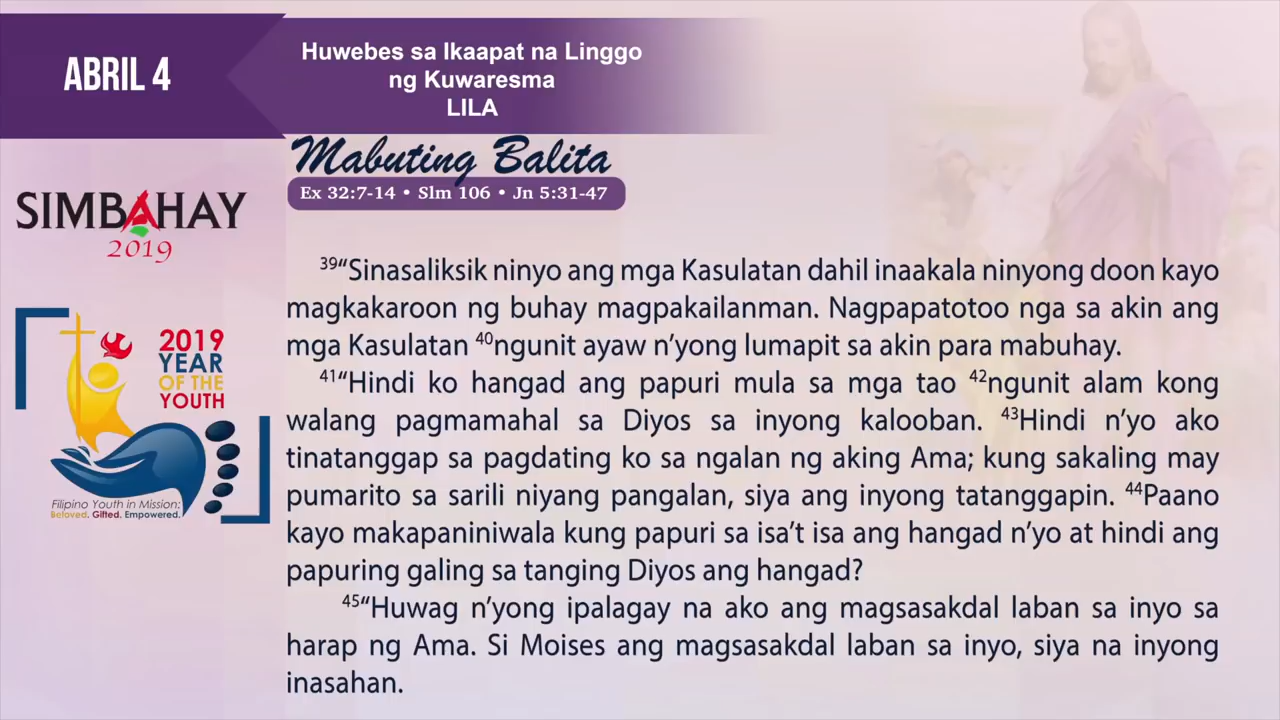 ABRIL 4
Huwebes sa Ikaapat na Linggo
ng Kuwaresma
LILA
Mabuting Balita
Ex 32:7-14 • Slm 106 • Jn 5:31-47
SIMBAHAY
2019
2019
YEAR
OF THE
YOUTH
Filipino Youth in Mission:
Beloved. Gifted. Empowered.
39“Sinasaliksik ninyo ang mga Kasulatan dahil inaakala ninyong doon kayo
magkakaroon ng buhay magpakailanman. Nagpapatotoo nga sa akin ang
mga Kasulatan 40ngunit ayaw n’yong lumapit sa akin para mabuhay.
41“Hindi ko hangad ang papuri mula sa mga tao 42ngunit alam kong
walang pagmamahal sa Diyos sa inyong kalooban. 43Hindi n’yo ako
tinatanggap sa pagdating ko sa ngalan ng aking Ama; kung sakaling may
pumarito sa sarili niyang pangalan, siya ang inyong tatanggapin. 44Paano
kayo makapaniniwala kung papuri sa isa’t isa ang hangad n’yo at hindi ang
papuring galing sa tanging Diyos ang hangad?
45“Huwag n’yong ipalagay na ako ang magsasakdal laban sa inyo sa
harap ng Ama. Si Moises ang magsasakdal laban sa inyo, siya na inyong
inasahan.